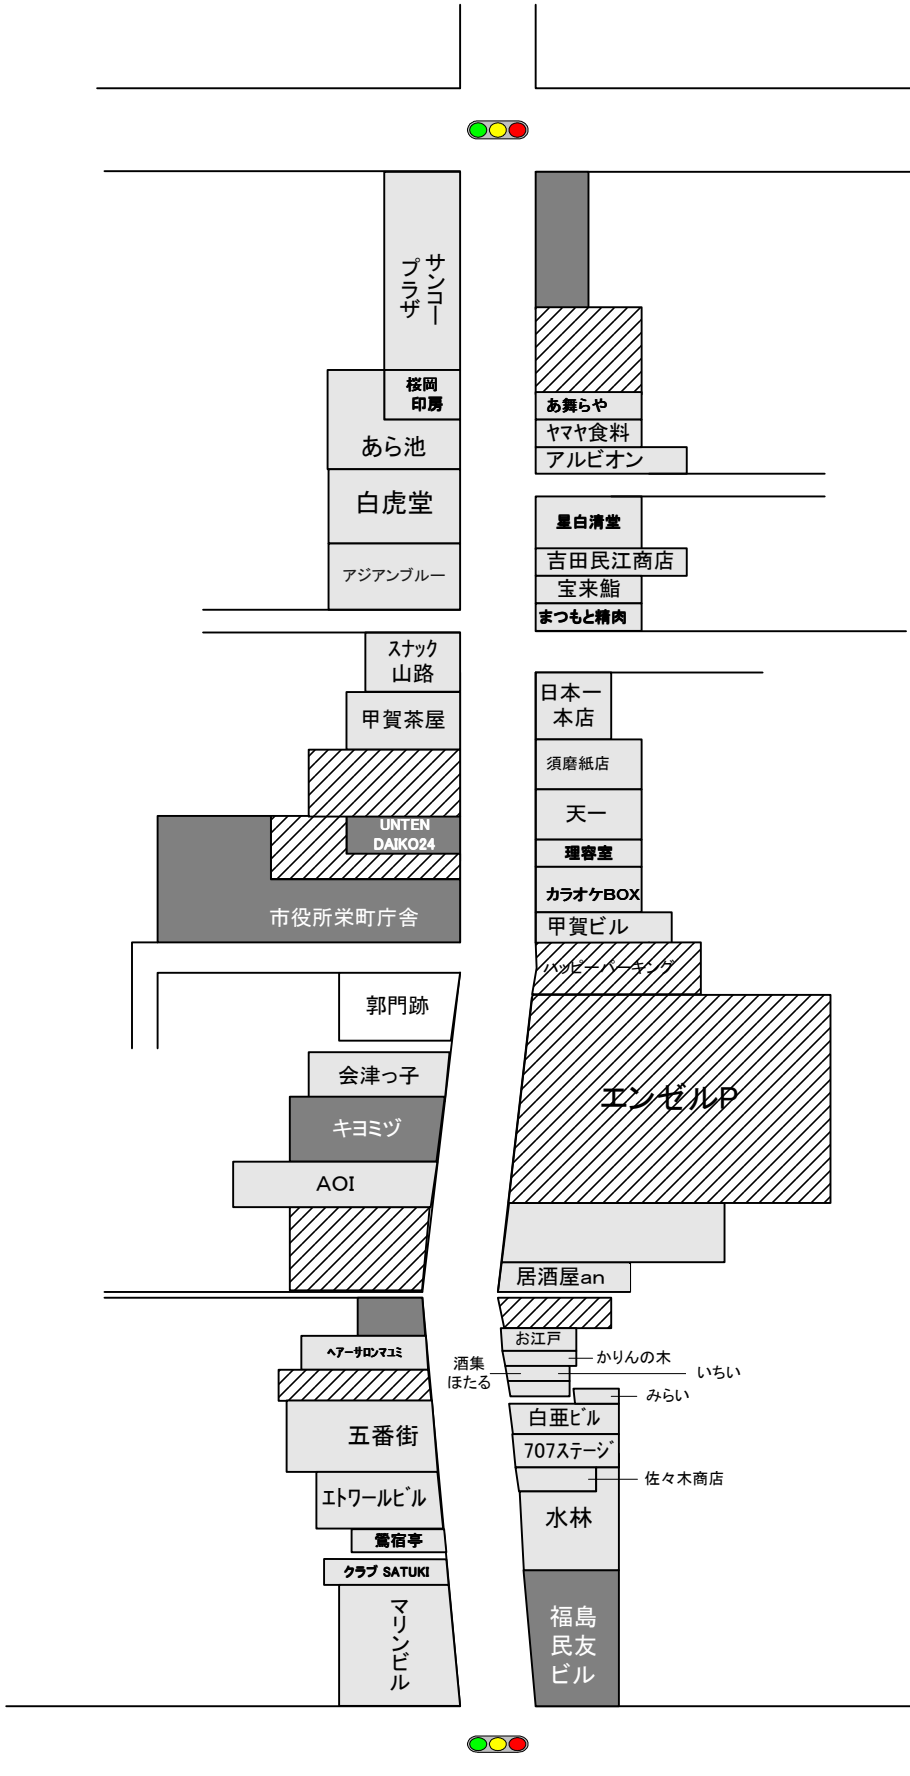 サンコー
プラザ
桜岡
印房
あら池
白虎堂
アジアンブルー
あ舞らや
ヤマヤ食料
アルビオン
星白清堂
吉田民江商店
宝来鮨
まつもと精肉
スナック
山路
甲賀茶屋
UNTEN
DAIKO24
市役所栄町庁舎
日本一
本店
須磨紙店
天一
理容室
カラオケBOX
甲賀ビル
ハッピーパーキング
エンゼルP
郭門跡
会津っ子
キヨミヅ
AOI
居酒屋an
お江戸
かりんの木
酒集
ほたる
いちい
みらい
白亜ビル
707ステージ
佐々木商店
水林
福島
民友
ビル
ヘアーサロンマユミ
五番街
エトワールビル
鶯宿亭
クラブ SATUKI
マリンビル